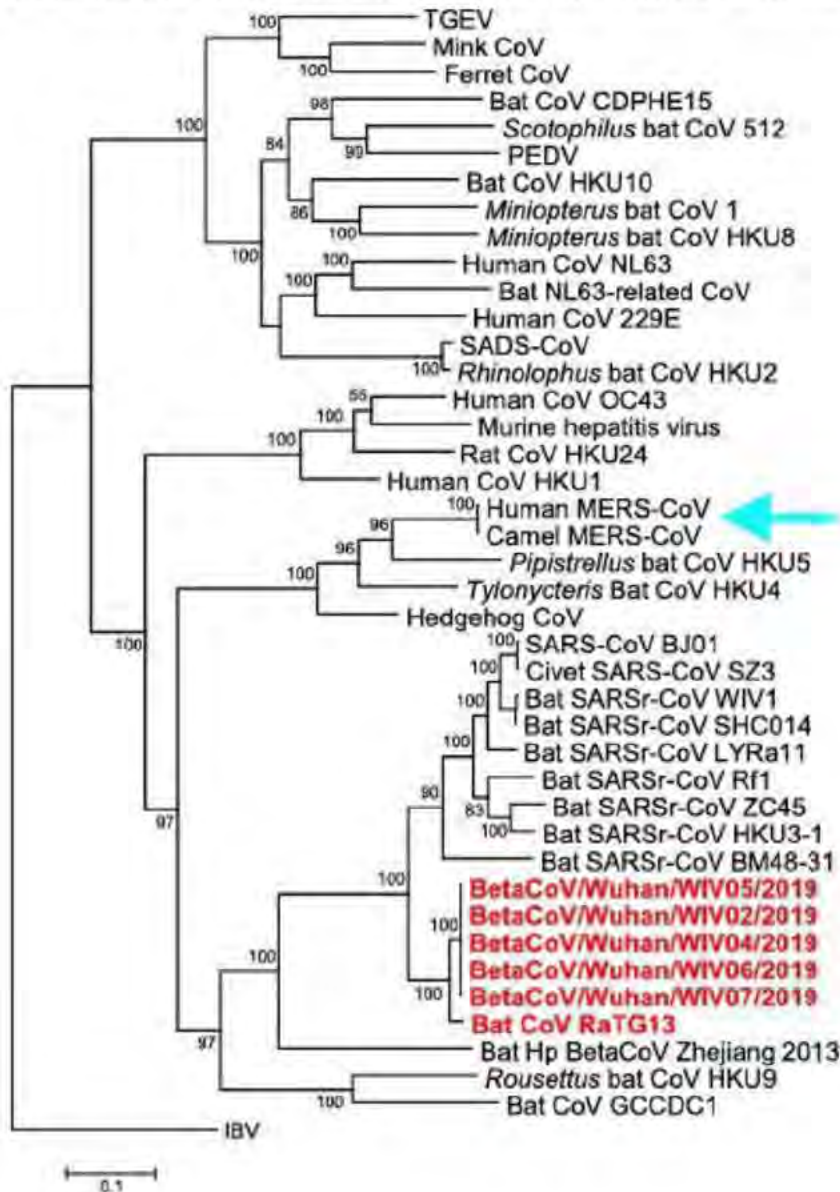 100
TGEV
Mink CoV
100
Ferret CoV
98
Bat CoV CDPHE15
Scotophilus bat CoV 512
100
84
99
PEDV
Bat CoV HKU10
86
Miniopterus bat CoV 1
100
Miniopterus bat CoV HKU8
100
100
Human CoV NL63
100
Bat NL63-related CoV
Human CoV 229E
SADS-CoV
100
Rhinolophus bat CoV HKU2
55
Human CoV OC43
100
Murine hepatitis virus
100
Rat CoV HKU24
Human CoV HKU1
100
Human MERS-CoV
96
Camel MERS-CoV
96
Pipistrellus bat CoV HKU5
100
Tylonycteris Bat CoV HKU4
Hedgehog CoV
100
100
SARS-CoV BJ01
100
Civet SARS-CoV SZ3
100
Bat SARSr-CoV WIV1
Bat SARSr-CoV SHC014
100
Bat SARSr-CoV LYRa11
Bat SARSr-CoV Rf1
90
83
Bat SARSr-CoV ZC45
97
100
Bat SARSr-CoV HKU3-1
Bat SARSr-CoV BM48-31
100
BetaCoV/Wuhan/WIV05/2019
BetaCoV/Wuhan/WIV02/2019
100
BetaCoV/Wuhan/WIV04/2019
100
BetaCoV/Wuhan/WIV06/2019
100
BetaCoV/Wuhan/WIV07/2019
Bat CoV RaTG13
97
Bat Hp BetaCoV Zhejiang 2013
Rousettus bat CoV HKU9
100
Bat CoV GCCDC1
IBV
0.1